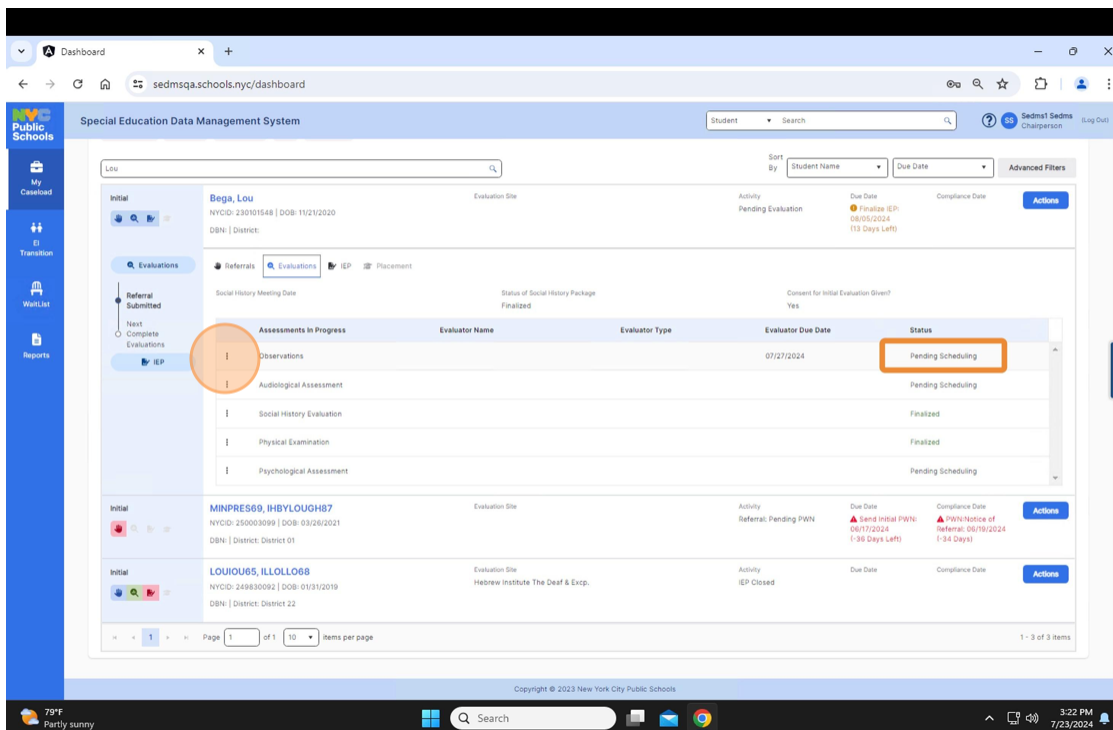 Dashboard
sedmsqa.schools.nyc/dashboard
NYC
Public
Schools
Special Education Data Management System
Student
Search
SS
Sedms1 Sedms
Chairperson
(Log Out)
My
Caseload
EI
Transition
WaitList
Reports
Lou
Sort
By
Student Name
Due Date
Advanced Filters
Initial
Bega, Lou
NYCID: 230101548 | DOB: 11/21/2020
DBN: | District:
Evaluation Site
Activity
Pending Evaluation
Due Date
Finalize IEP:
08/05/2024
(13 Days Left)
Compliance Date
Actions
Evaluations
Referral
Submitted
Next
Complete
Evaluations
IEP
Referrals
Evaluations
IEP
Placement
Social History Meeting Date
Status of Social History Package
Finalized
Consent for Initial Evaluation Given?
Yes
Assessments In Progress Evaluator Name Evaluator Type Evaluator Due Date Status
Observations 07/27/2024 Pending Scheduling
Audiological Assessment Pending Scheduling
Social History Evaluation Finalized
Physical Examination Finalized
Psychological Assessment Pending Scheduling
Initial
MINPRES69, IHBYLOUGH87
NYCID: 250003099 | DOB: 03/26/2021
DBN: | District: District 01
Evaluation Site
Activity
Referral: Pending PWN
Due Date
Send Initial PWN:
06/17/2024
(-36 Days Left)
Compliance Date
PWN:Notice of
Referral: 06/19/2024
(-34 Days)
Actions
Initial
LOUIOU65, ILLOLLO68
NYCID: 249830092 | DOB: 01/31/2019
DBN: | District: District 22
Evaluation Site
Hebrew Institute The Deaf & Excp.
Activity
IEP Closed
Due Date
Compliance Date
Actions
1
Page 1 of 1 10 items per page
1 - 3 of 3 items
Copyright © 2023 New York City Public Schools
79°F
Partly sunny
Search
3:22 PM
7/23/2024